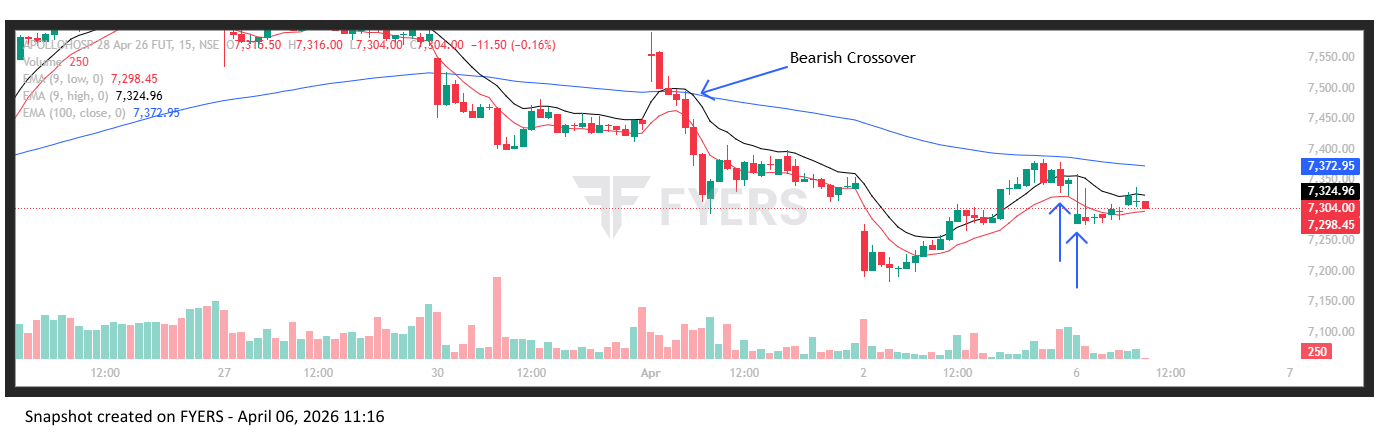 APOLLOHOSP 28 Apr 26 FUT, 15, NSE O7,316.50 H7,316.00 L7,304.00 C7,304.00 -11.50 (-0.16%)
Volume 250
EMA (9, low, 0) 7,298.45
EMA (9, high, 0) 7,324.96
EMA (100, close, 0) 7,372.95
Bearish Crossover
FYERS
7,550.00
7,500.00
7,450.00
7,400.00
7,372.95
7,350.00
7,324.96
7,304.00
7,298.45
7,250.00
7,200.00
7,150.00
7,100.00
250
12:00 27 12:00 30 12:00 Apr 12:00 2 12:00 6 12:00 7
Snapshot created on FYERS - April 06, 2026 11:16